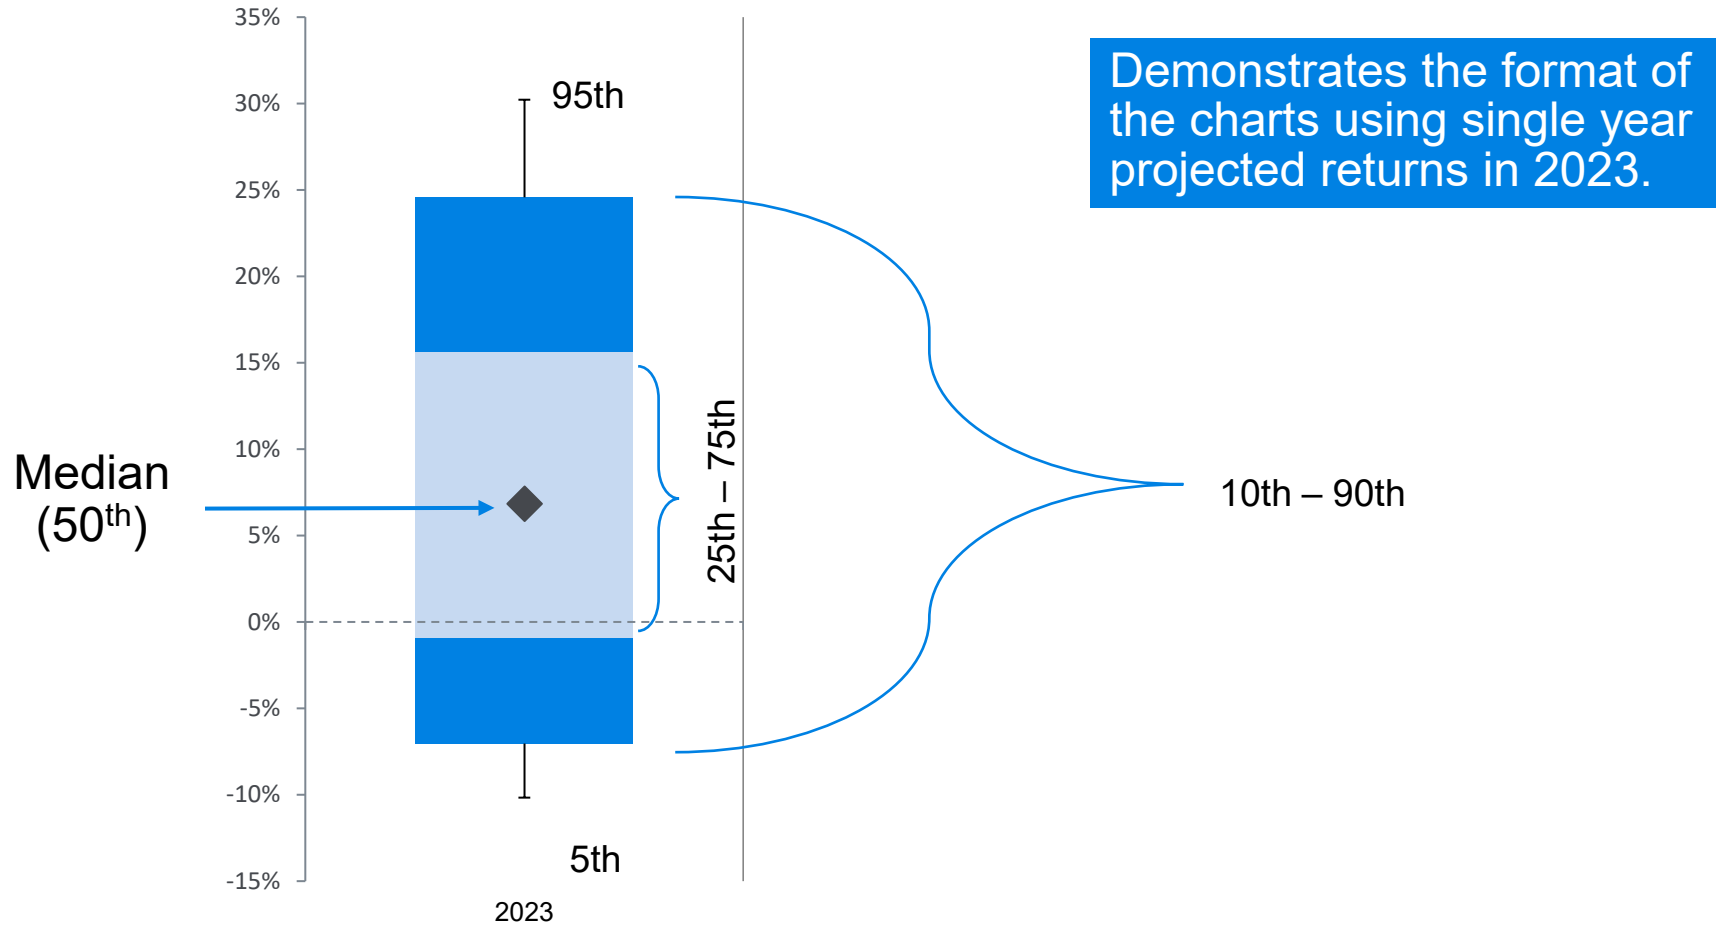 35%
30%
25%
20%
15%
10%
5%
0%
-5%
-10%
-15%
95th
Demonstrates the format of
the charts using single year
projected returns in 2023.
Median
(50th)
25th – 75th
10th – 90th
5th
2023